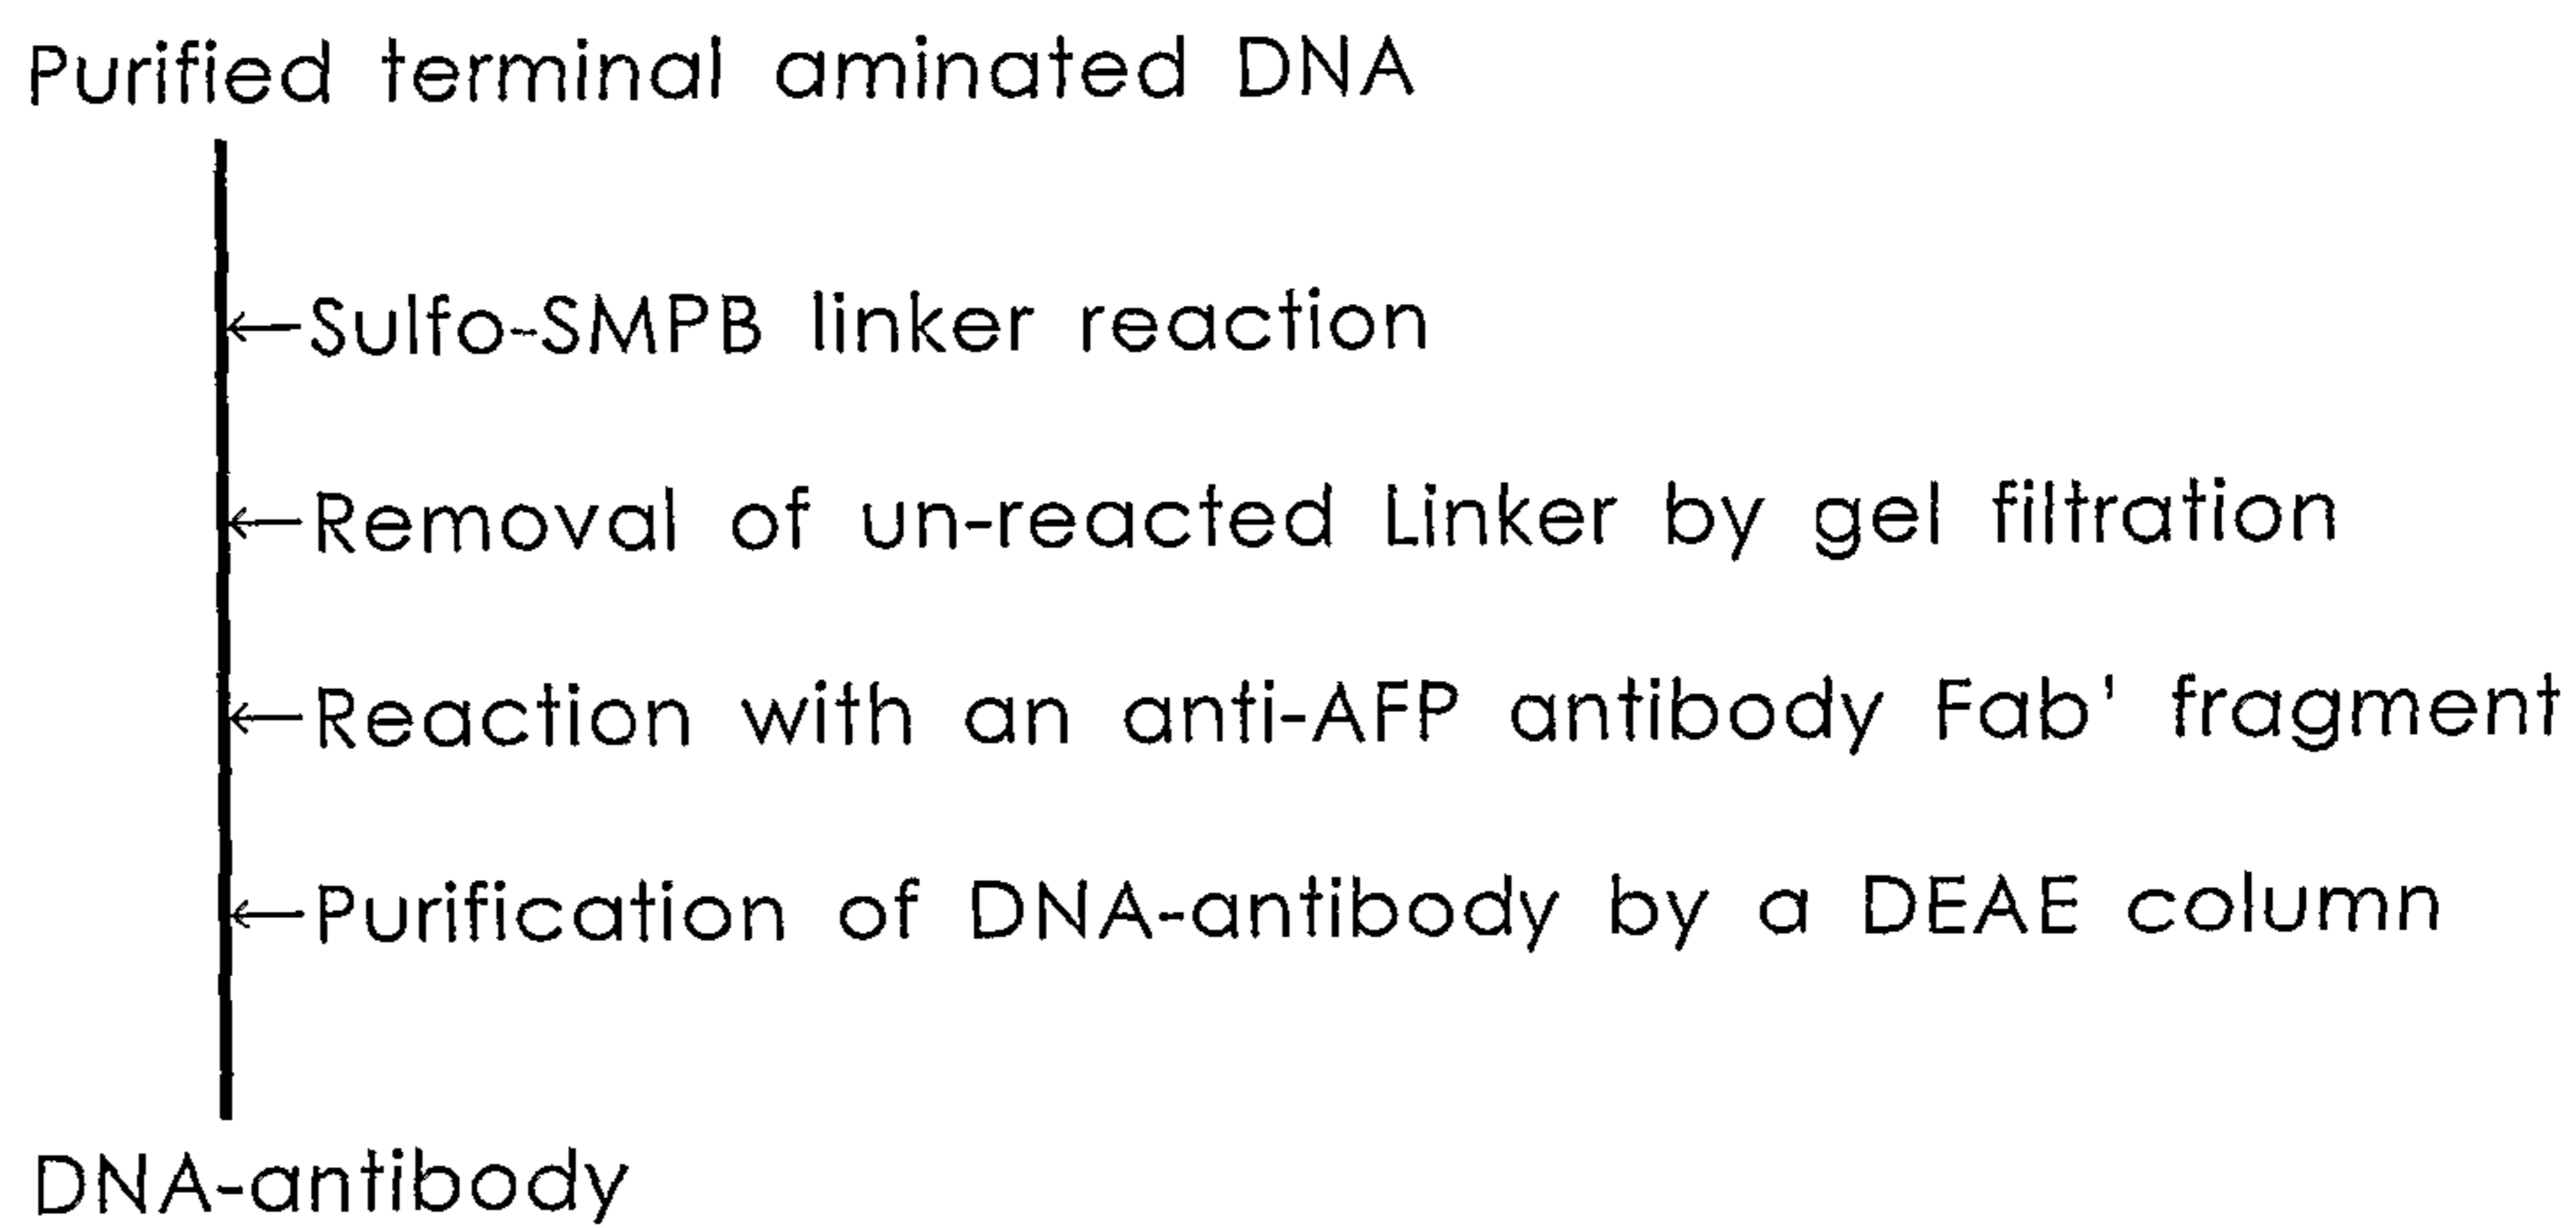 Purified terminal aminated DNA
Sulfo-SMPB linker reaction
Removal of un-reacted Linker by gel filtration
Reaction with an anti-AFP antibody Fab' fragment
Purification of DNA-antibody by a DEAE column
DNA-antibody